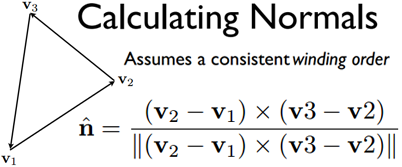 v₃
Calculating Normals
Assumes a consistent winding order
v₂
n̂ = (v₂ − v₁) × (v3 − v2) / ‖(v₂ − v₁) × (v3 − v2)‖
v₁